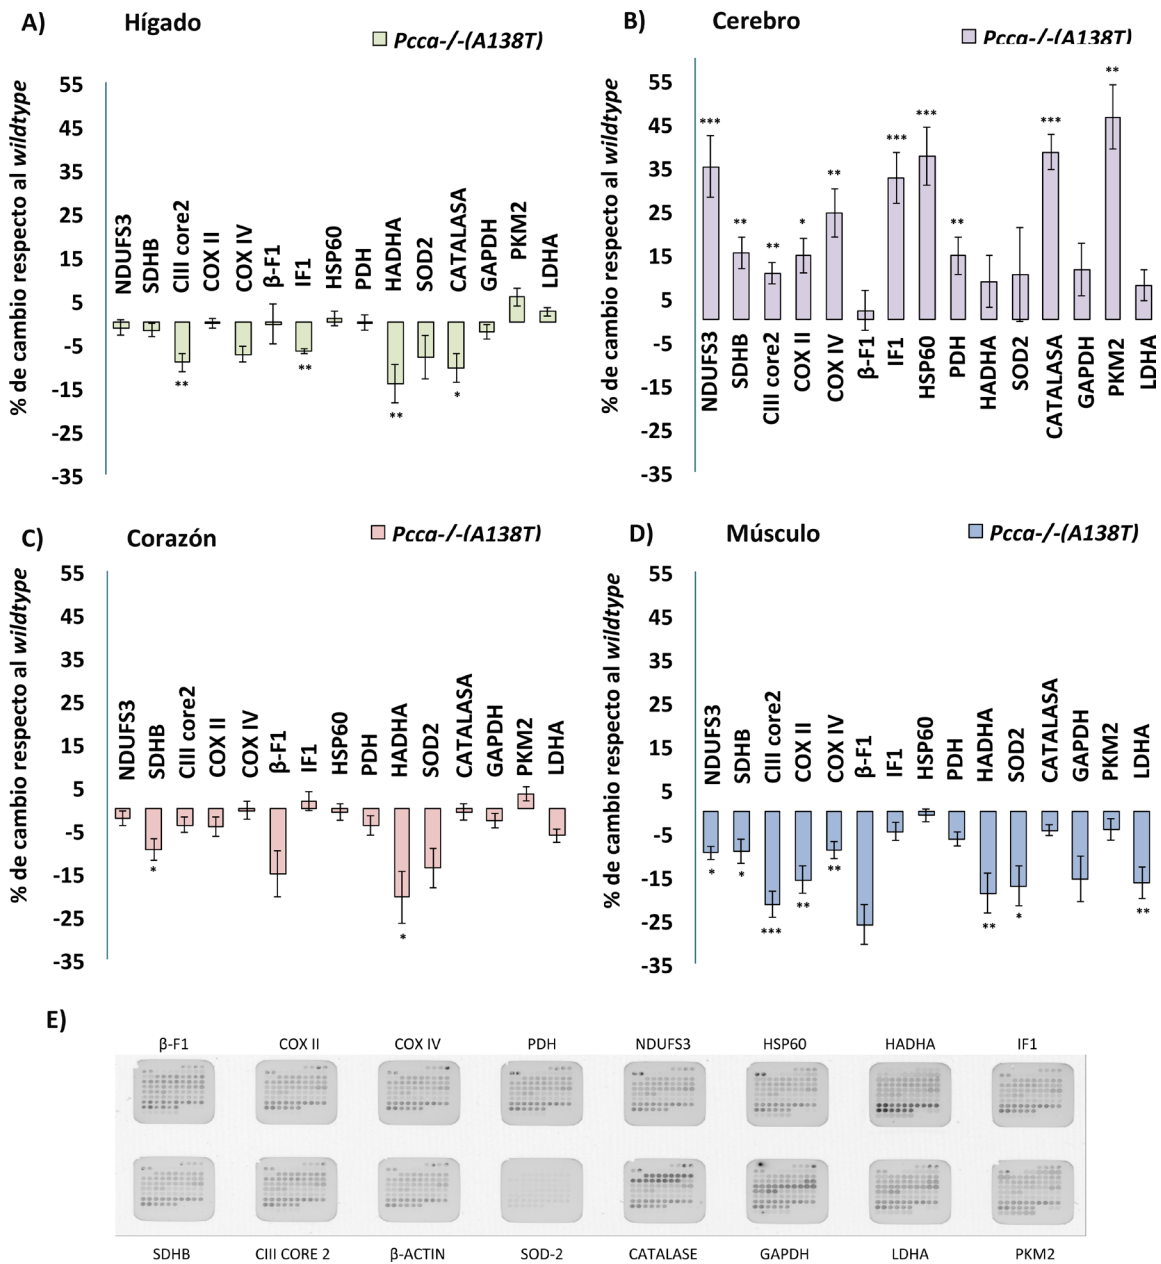 A)
Hígado
Pcca-/-(A138T)
% de cambio respecto al wildtype
55
45
35
25
15
5
-5
-15
-25
-35
NDUFS3
SDHB
CIII core2
COX II
COX IV
β-F1
IF1
HSP60
PDH
HADHA
SOD2
CATALASA
GAPDH
PKM2
LDHA
**
**
**
*
B)
Cerebro
Pcca-/-(A138T)
% de cambio respecto al wildtype
55
45
35
25
15
5
-5
-15
-25
-35
***
**
**
*
**
***
***
**
***
**
NDUFS3
SDHB
CIII core2
COX II
COX IV
β-F1
IF1
HSP60
PDH
HADHA
SOD2
CATALASA
GAPDH
PKM2
LDHA
C)
Corazón
Pcca-/-(A138T)
% de cambio respecto al wildtype
55
45
35
25
15
5
-5
-15
-25
-35
NDUFS3
SDHB
CIII core2
COX II
COX IV
β-F1
IF1
HSP60
PDH
HADHA
SOD2
CATALASA
GAPDH
PKM2
LDHA
*
*
D)
Músculo
Pcca-/-(A138T)
% de cambio respecto al wildtype
55
45
35
25
15
5
-5
-15
-25
-35
NDUFS3
SDHB
CIII core2
COX II
COX IV
β-F1
IF1
HSP60
PDH
HADHA
SOD2
CATALASA
GAPDH
PKM2
LDHA
*
*
***
**
**
**
*
**
E)
β-F1 COX II COX IV PDH NDUFS3 HSP60 HADHA IF1
SDHB CIII CORE 2 β-ACTIN SOD-2 CATALASE GAPDH LDHA PKM2